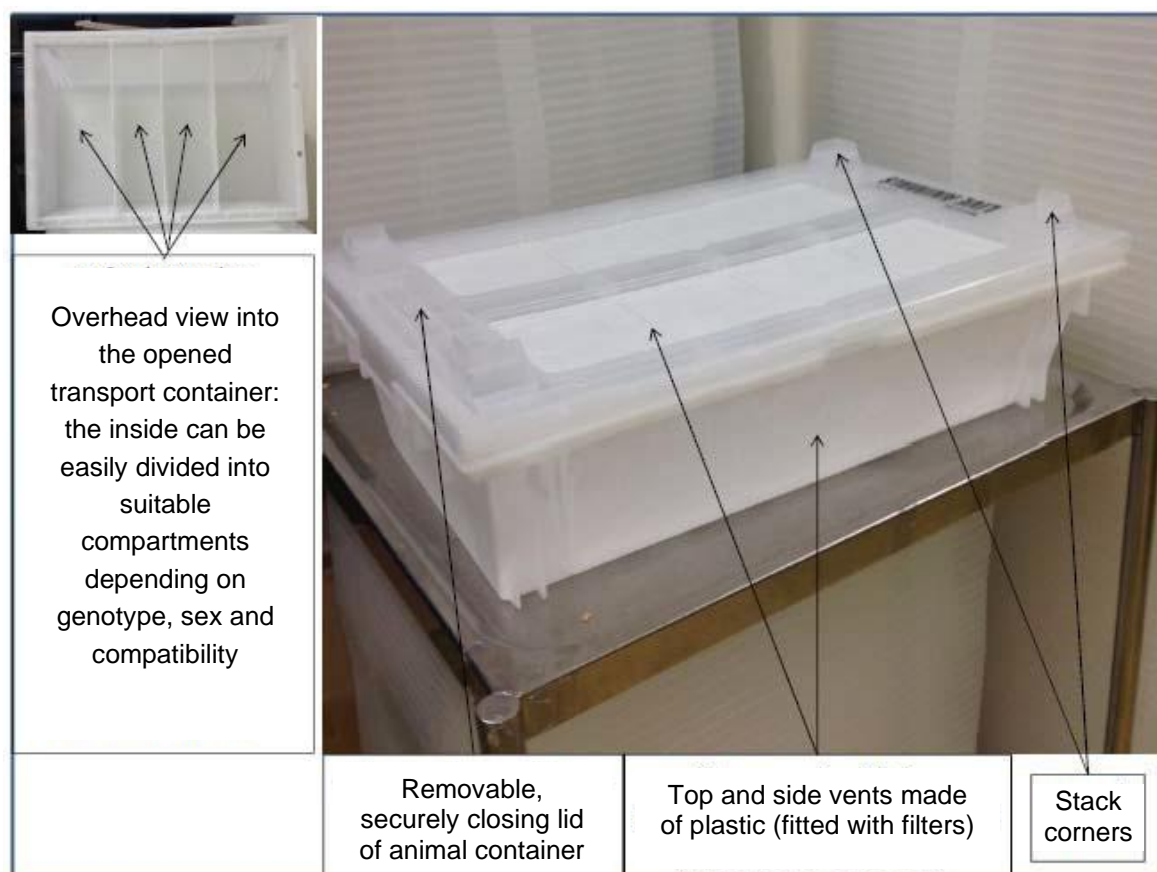 Overhead view into
the opened
transport container:
the inside can be
easily divided into
suitable
compartments
depending on
genotype, sex and
compatibility
Removable,
securely closing lid
of animal container
Top and side vents made
of plastic (fitted with filters)
Stack
corners